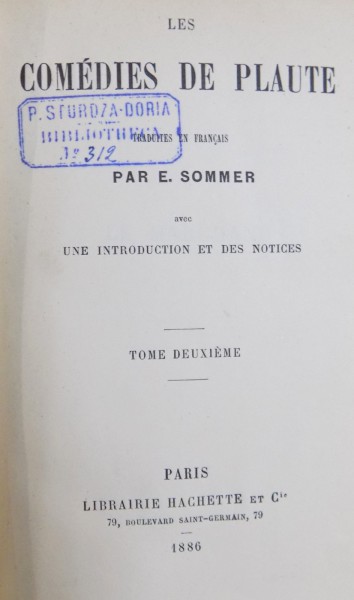 LES
COMÉDIES DE PLAUTE
P. STURDZA-DORIA
BIBLIOTHECA
No 312
TRADUITES EN FRANÇAIS
PAR E. SOMMER
avec
UNE INTRODUCTION ET DES NOTICES
TOME DEUXIÈME
PARIS
LIBRAIRIE HACHETTE ET Cie
79, BOULEVARD SAINT-GERMAIN, 79
1886